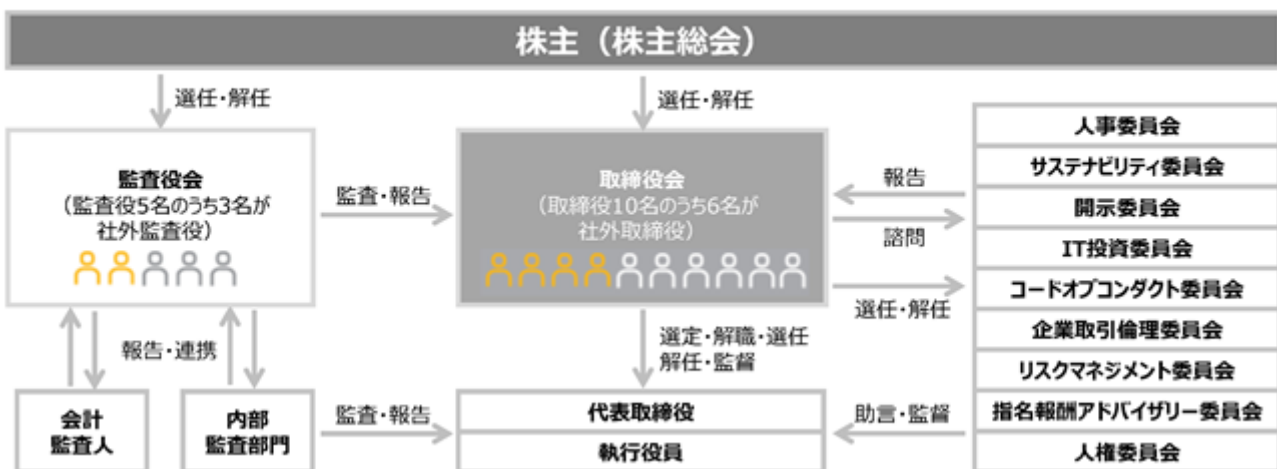 株主（株主総会）
選任・解任
選任・解任
監査役会
（監査役5名のうち3名が
社外監査役）
監査・報告
取締役会
（取締役10名のうち6名が
社外取締役）
報告
諮問
選任・解任
人事委員会
サステナビリティ委員会
開示委員会
IT投資委員会
コードオブコンダクト委員会
企業取引倫理委員会
リスクマネジメント委員会
指名報酬アドバイザリー委員会
人権委員会
報告・連携
選定・解職・選任
解任・監督
会計
監査人
内部
監査部門
監査・報告
代表取締役
執行役員
助言・監督